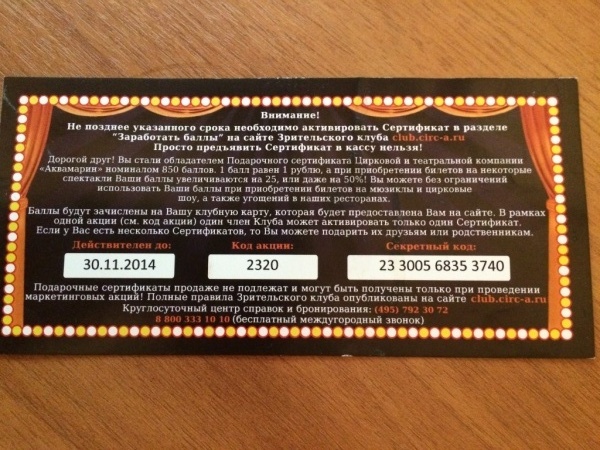 Внимание!
Не позднее указанного срока необходимо активировать Сертификат в разделе
"Заработать баллы" на сайте Зрительского клуба club.circ-a.ru
Просто предъявить Сертификат в кассу нельзя!
Дорогой друг! Вы стали обладателем Подарочного сертификата Цирковой и театральной компании
«Аквамарин» номиналом 850 баллов. 1 балл равен 1 рублю, а при приобретении билетов на некоторые
спектакли Ваши баллы увеличиваются на 25, или даже на 50%! Вы можете без ограничений
использовать Ваши баллы при приобретении билетов на мюзиклы и цирковые
шоу, а также угощений в наших ресторанах.
Баллы будут зачислены на Вашу клубную карту, которая будет предоставлена Вам на сайте. В рамках
одной акции (см. код акции) один член Клуба может активировать только один Сертификат.
Если у Вас есть несколько Сертификатов, то Вы можете подарить их друзьям или родственникам.
Действителен до: Код акции: Секретный код:
30.11.2014 2320 23 3005 6835 3740
Подарочные сертификаты продаже не подлежат и могут быть получены только при проведении
маркетинговых акций! Полные правила Зрительского клуба опубликованы на сайте club.circ-a.ru
Круглосуточный центр справок и бронирования: (495) 792 30 72
8 800 333 10 10 (бесплатный междугородный звонок)